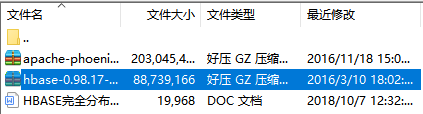 文件名 文件大小 文件类型 最近修改
..
apache-phoeni... 203,045,4... 好压 GZ 压缩... 2016/11/18 15:0...
hbase-0.98.17-... 88,739,166 好压 GZ 压缩... 2016/3/10 18:02:...
HBASE完全分布... 19,968 DOC 文档 2018/10/7 12:32:...